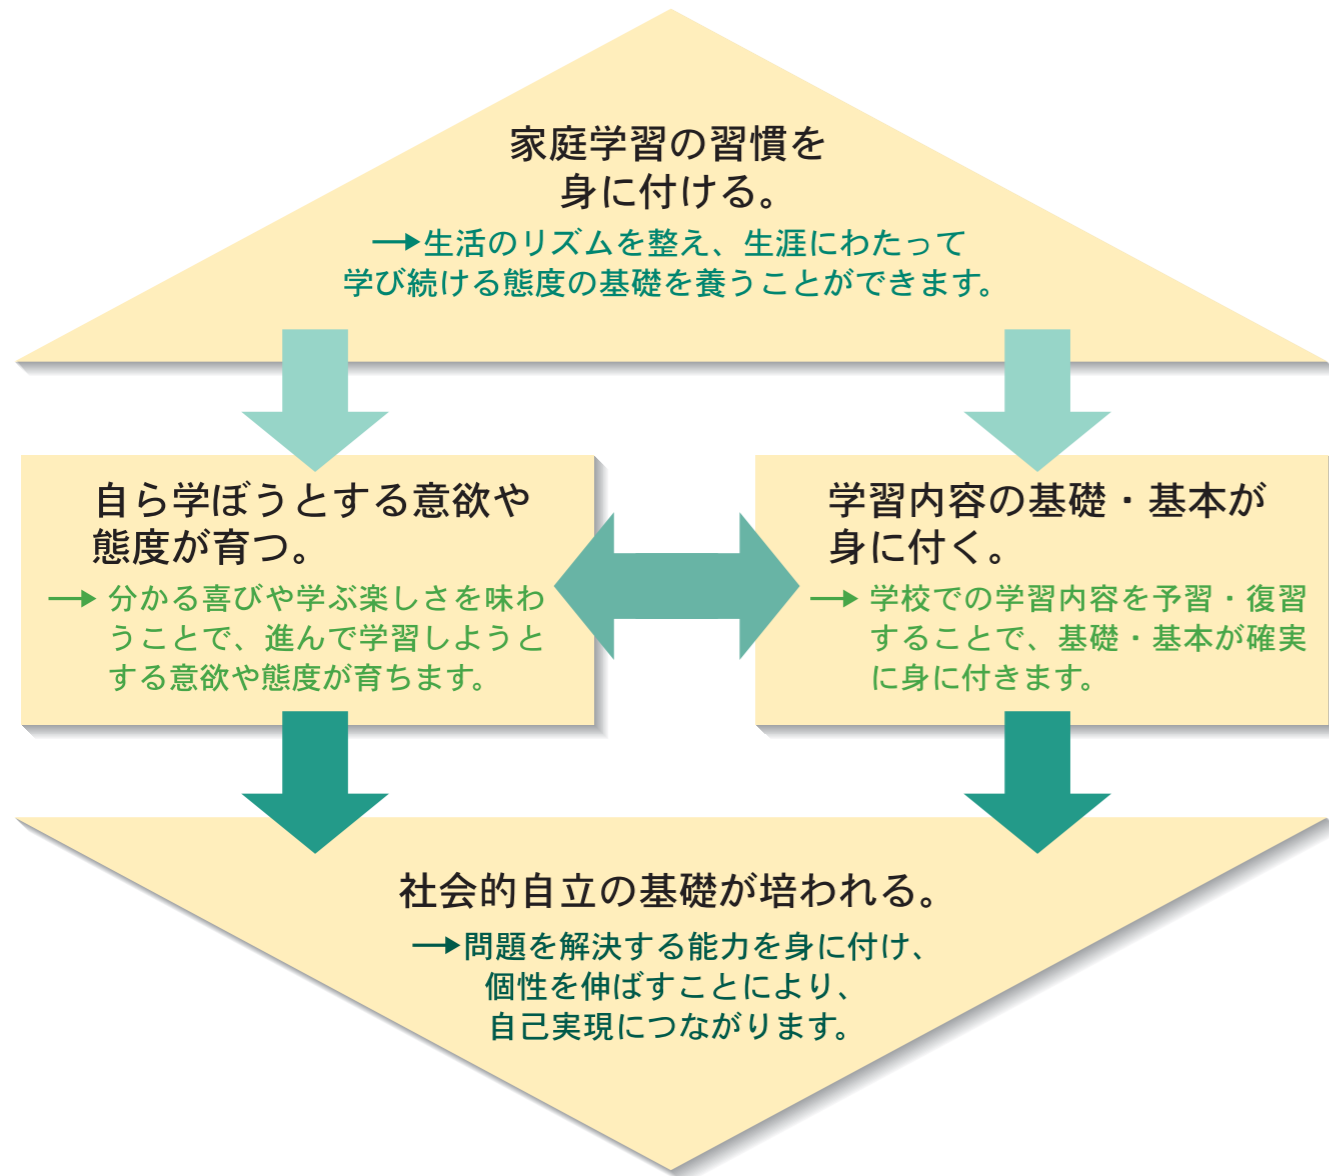 家庭学習の習慣を
身に付ける。
→生活のリズムを整え、生涯にわたって
学び続ける態度の基礎を養うことができます。
自ら学ぼうとする意欲や
態度が育つ。
→ 分かる喜びや学ぶ楽しさを味わ
うことで、進んで学習しようと
する意欲や態度が育ちます。
学習内容の基礎・基本が
身に付く。
→ 学校での学習内容を予習・復習
することで、基礎・基本が確実
に身に付きます。
社会的自立の基礎が培われる。
→問題を解決する能力を身に付け、
個性を伸ばすことにより、
自己実現につながります。